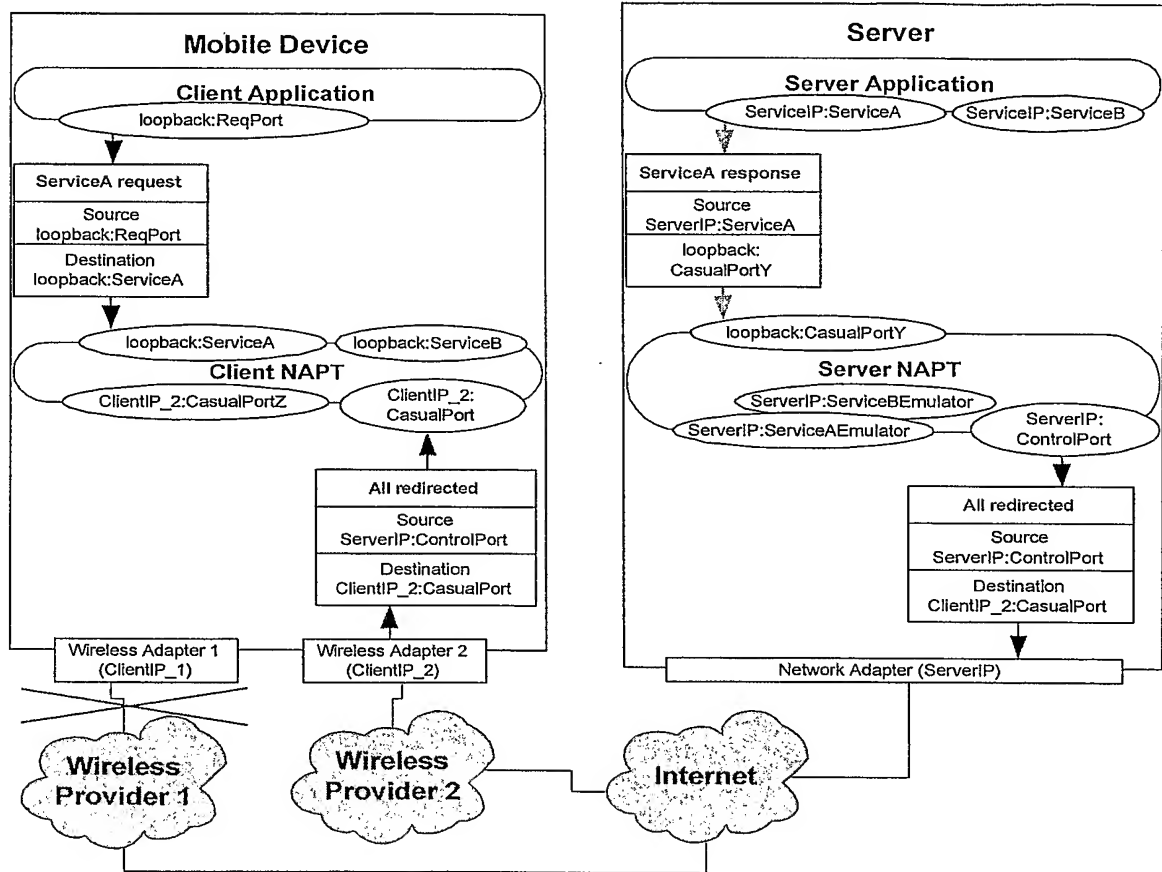 Mobile Device
Client Application
loopback:ReqPort
ServiceA request
Source
loopback:ReqPort
Destination
loopback:ServiceA
loopback:ServiceA
loopback:ServiceB
Client NAPT
ClientIP_2:CasualPortZ
ClientIP_2:
CasualPort
All redirected
Source
ServerIP:ControlPort
Destination
ClientIP_2:CasualPort
Wireless Adapter 1
(ClientIP_1)
Wireless Adapter 2
(ClientIP_2)
Wireless
Provider 1
Wireless
Provider 2
Internet
Server
Server Application
ServiceIP:ServiceA
ServiceIP:ServiceB
ServiceA response
Source
ServerIP:ServiceA
loopback:
CasualPortY
loopback:CasualPortY
Server NAPT
ServerIP:ServiceBEmulator
ServerIP:ServiceAEmulator
ServerIP:
ControlPort
All redirected
Source
ServerIP:ControlPort
Destination
ClientIP_2:CasualPort
Network Adapter (ServerIP)